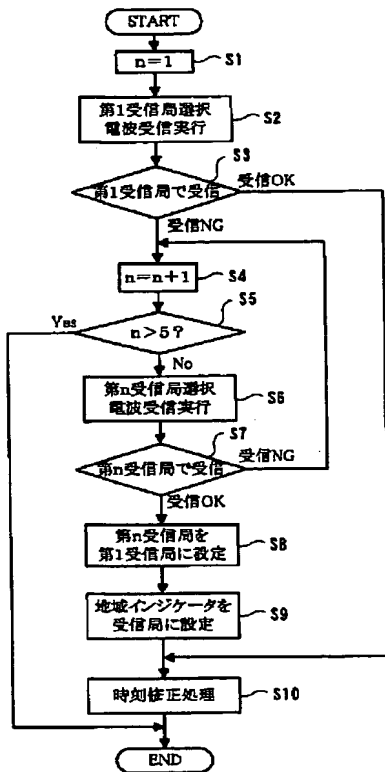 START
n=1
S1
第1受信局選択
電波受信実行
S2
S3
第1受信局で受信
受信OK
受信NG
n=n+1
S4
S5
n>5?
Yes
No
第n受信局選択
電波受信実行
S6
S7
第n受信局で受信
受信NG
受信OK
第n受信局を
第1受信局に設定
S8
地域インジケータを
受信局に設定
S9
時刻修正処理
S10
END